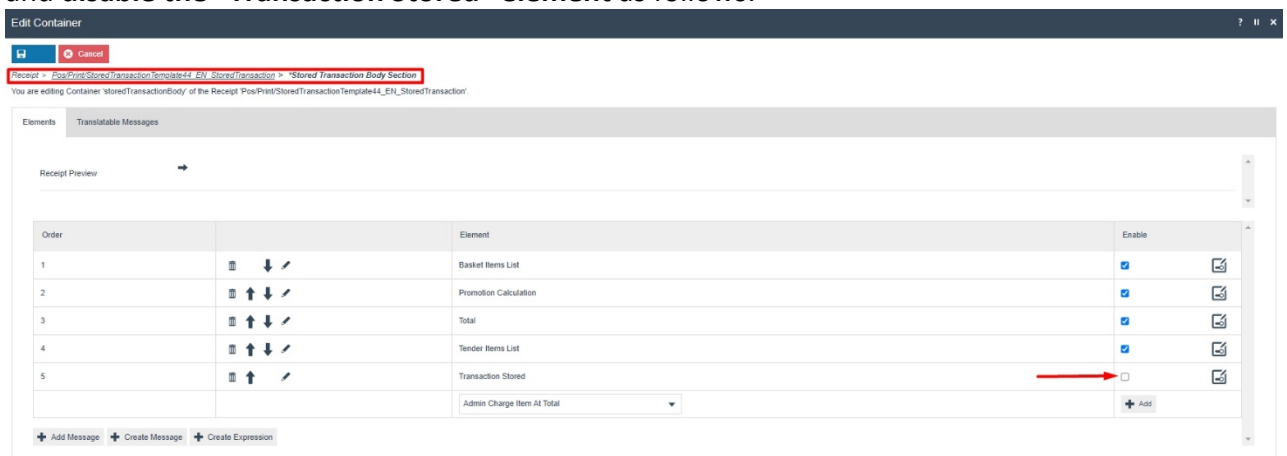 and disable the "Transaction Stored" element as follows:
Edit Container ? II ×
Cancel
Receipt > Pos/Print/StoredTransactionTemplate44_EN_StoredTransaction > *Stored Transaction Body Section
You are editing Container 'storedTransactionBody' of the Receipt 'Pos/Print/StoredTransactionTemplate44_EN_StoredTransaction'.
Elements Translatable Messages
Receipt Preview
Order Element Enable
1 Basket Items List
2 Promotion Calculation
3 Total
4 Tender Items List
5 Transaction Stored
Admin Charge Item At Total Add
Add Message Create Message Create Expression